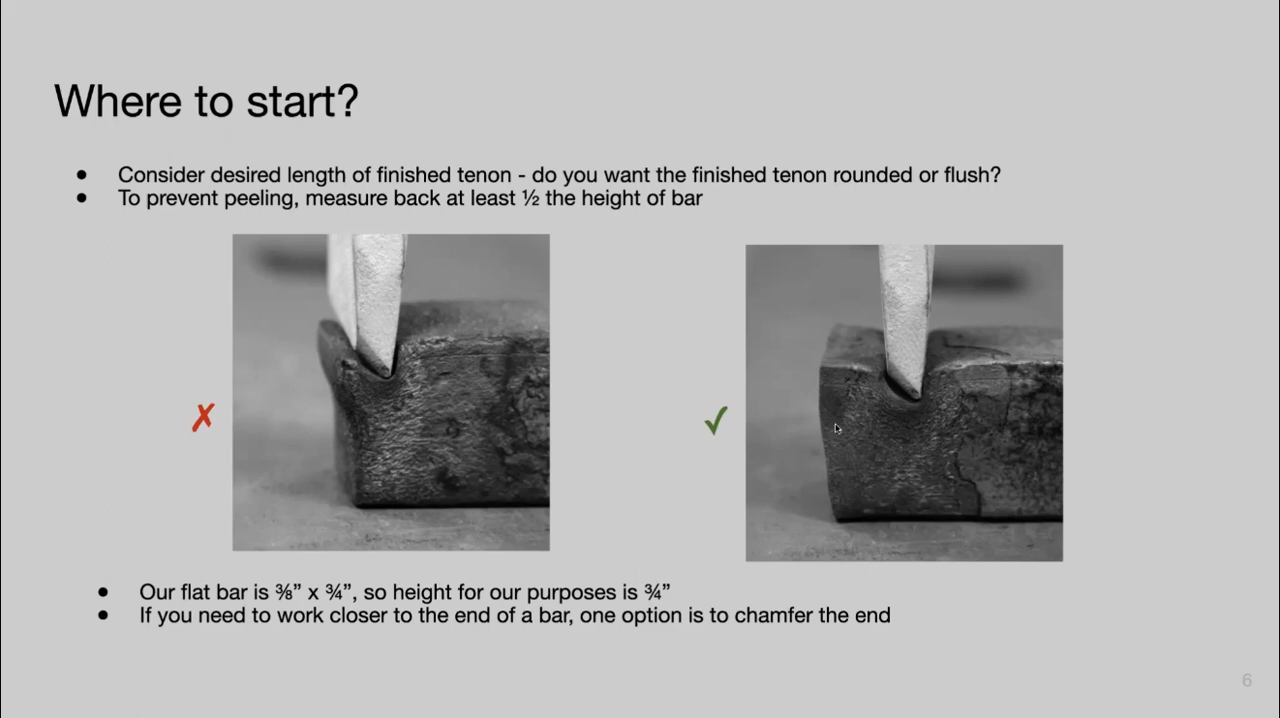 Where to start?
● Consider desired length of finished tenon - do you want the finished tenon rounded or flush?
● To prevent peeling, measure back at least ½ the height of bar
✗
✓
● Our flat bar is ⅜” x ¾”, so height for our purposes is ¾”
● If you need to work closer to the end of a bar, one option is to chamfer the end
6